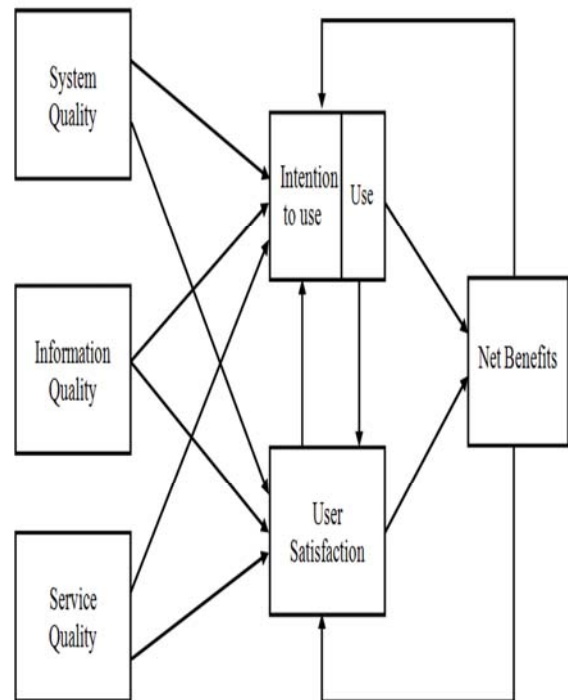 System
Quality
Intention
to use
Use
Information
Quality
Net Benefits
User
Satisfaction
Service
Quality